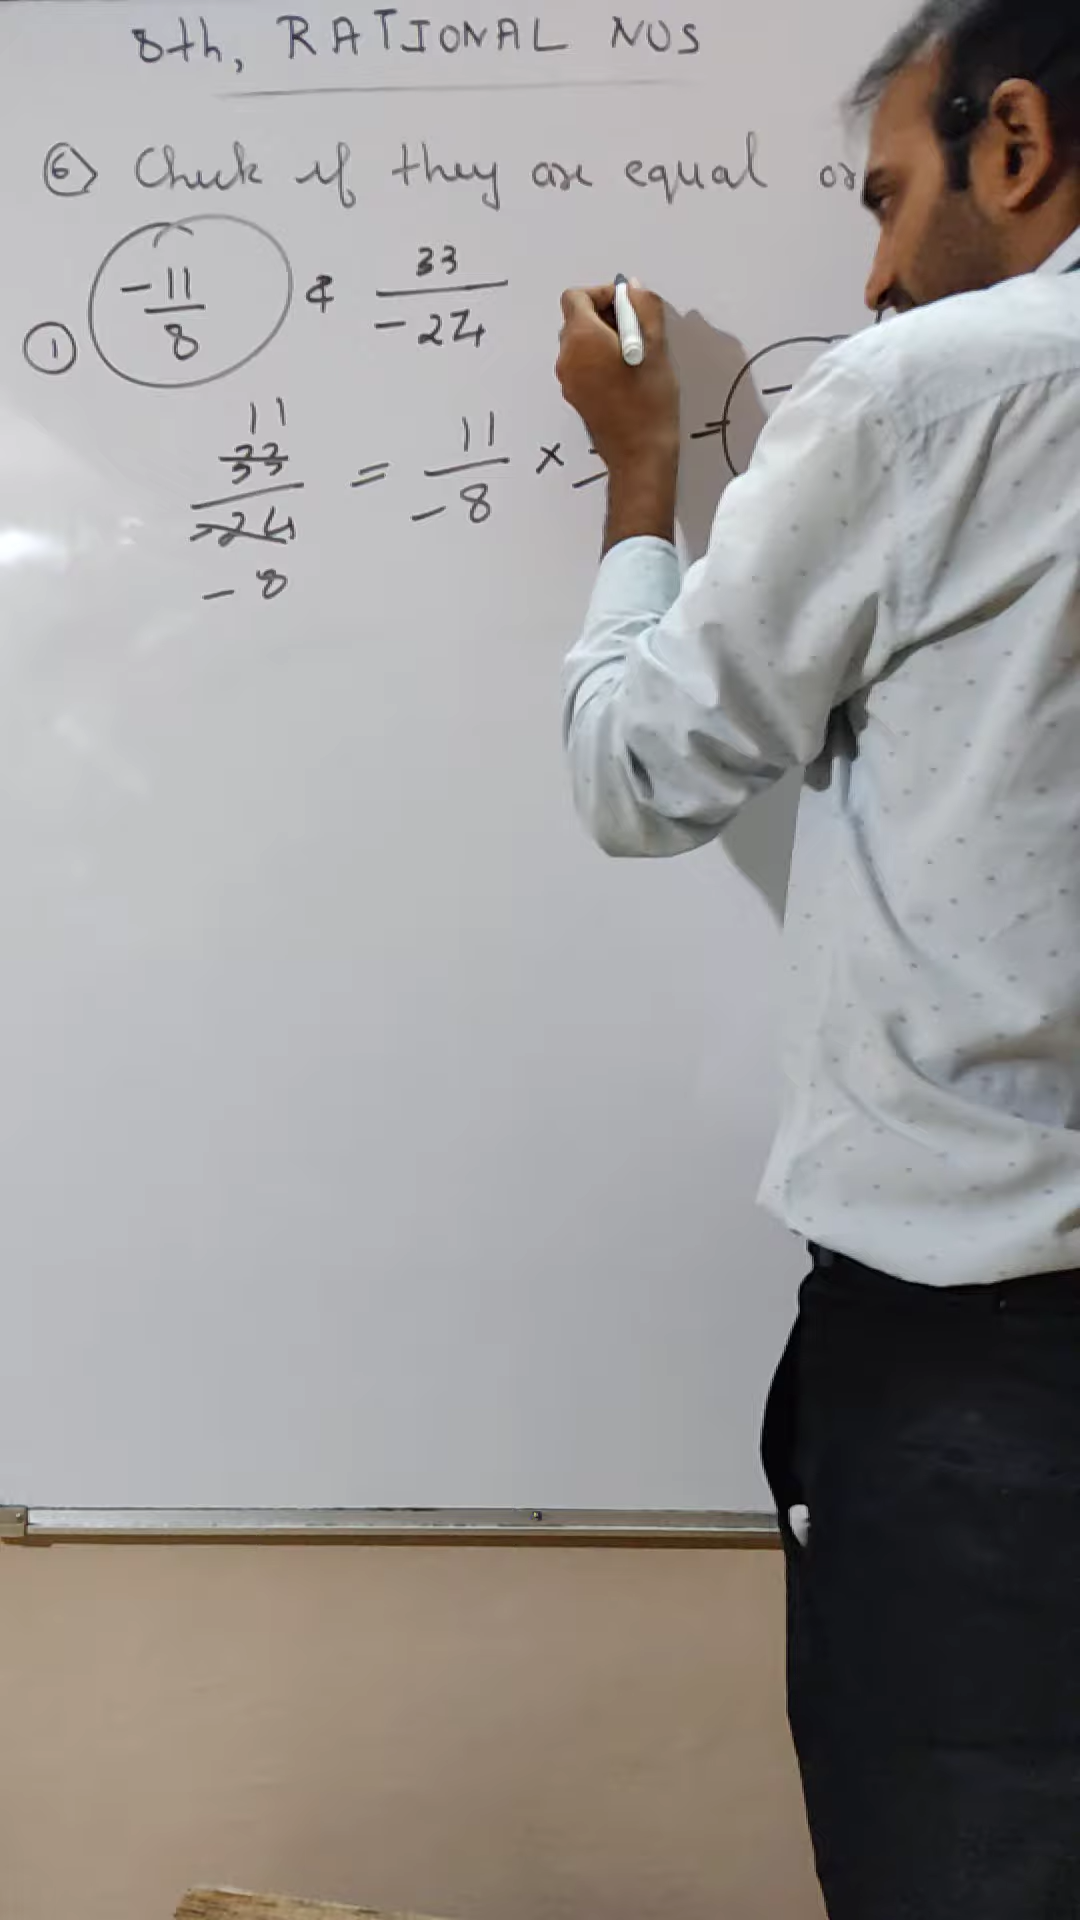 8th, RATIONAL NOS
⑥ Check if they are equal or
① -11/8 & 33/-24
33/-24 11/-8 = 11/-8 × = -